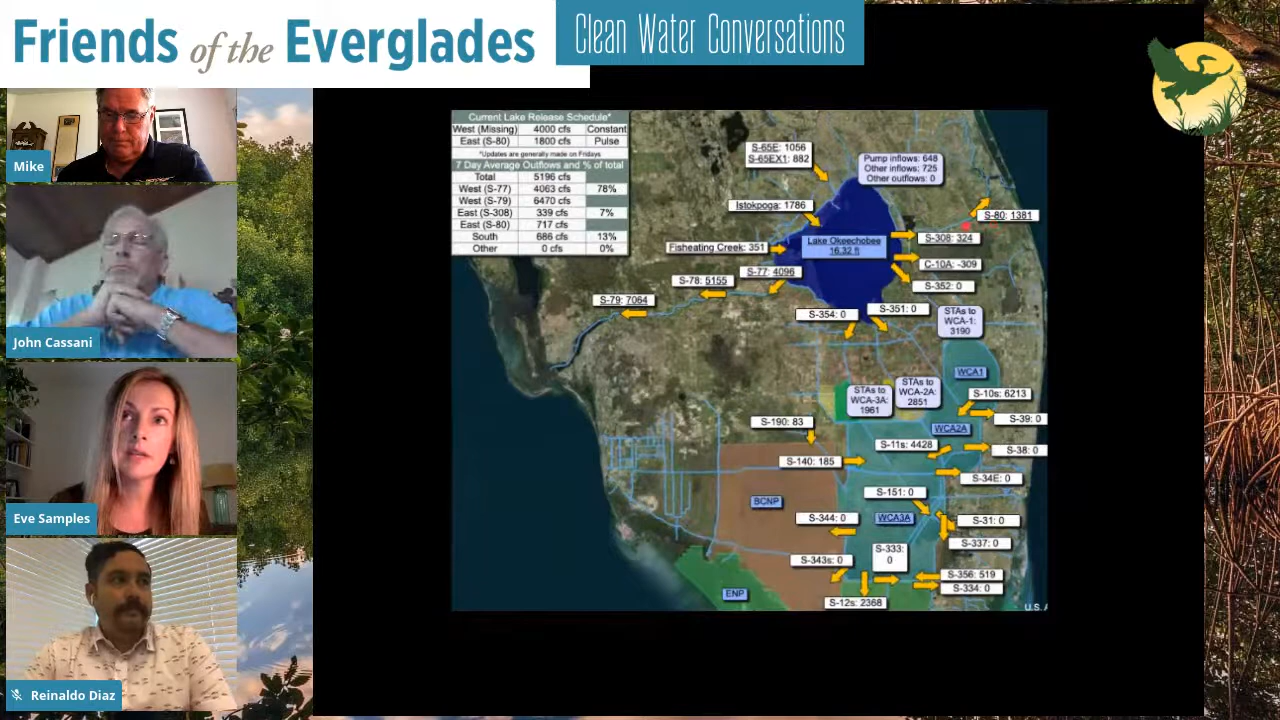 Friends of the Everglades
Clean Water Conversations
Mike
John Cassani
Eve Samples
Reinaldo Diaz
Current Lake Release Schedule*
West (Missing) 4000 cfs Constant
East (S-80) 1800 cfs Pulse
*Updates are generally made on Fridays
7 Day Average Outflows and % of total
Total 5196 cfs
West (S-77) 4063 cfs 78%
West (S-79) 6470 cfs
East (S-308) 339 cfs 7%
East (S-80) 717 cfs
South 686 cfs 13%
Other 0 cfs 0%
S-65E: 1056
S-65EX1: 882
Pump inflows: 648
Other inflows: 725
Other outflows: 0
Istokpoga: 1786
S-80: 1381
Fisheating Creek: 351
Lake Okeechobee
16.32 ft
S-308: 324
C-10A: -309
S-77: 4096
S-78: 5155
S-352: 0
S-79: 7064
S-354: 0
S-351: 0
STAs to
WCA-1:
3190
WCA1
STAs to
WCA-3A:
1961
STAs to
WCA-2A:
2851
S-10s: 6213
S-39: 0
S-190: 83
WCA2A
S-11s: 4428
S-38: 0
S-140: 185
S-34E: 0
S-151: 0
BCNP
S-344: 0
WCA3A
S-31: 0
S-337: 0
S-343s: 0
S-333:
0
S-356: 519
S-334: 0
ENP
S-12s: 2368
U.S.A